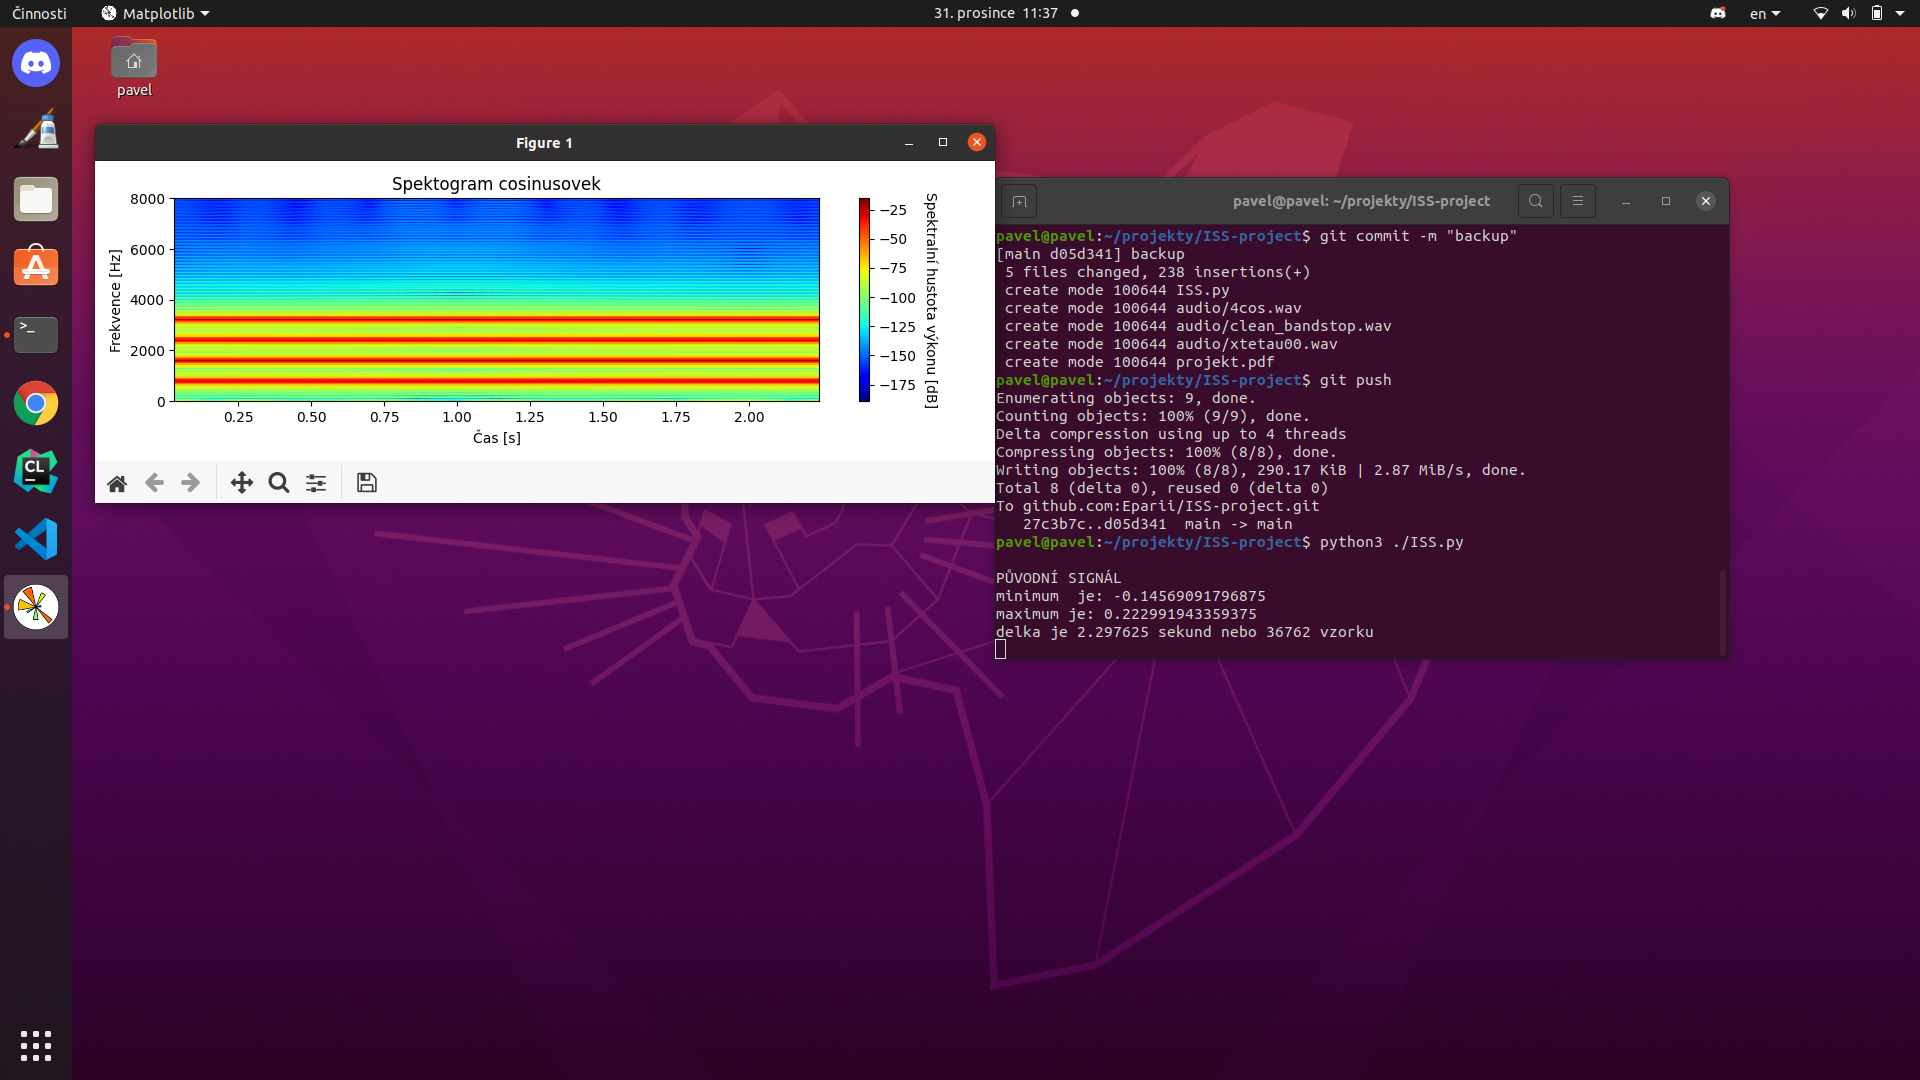 Činnosti
Matplotlib
31. prosince 11:37
en
pavel
Figure 1
Spektogram cosinusovek
8000
6000
4000
2000
0
Frekvence [Hz]
0.25 0.50 0.75 1.00 1.25 1.50 1.75 2.00
Čas [s]
−25
−50
−75
−100
−125
−150
−175
Spektralní hustota výkonu [dB]
pavel@pavel: ~/projekty/ISS-project
pavel@pavel:~/projekty/ISS-project$ git commit -m "backup"
[main d05d341] backup
5 files changed, 238 insertions(+)
create mode 100644 ISS.py
create mode 100644 audio/4cos.wav
create mode 100644 audio/clean_bandstop.wav
create mode 100644 audio/xtetau00.wav
create mode 100644 projekt.pdf
pavel@pavel:~/projekty/ISS-project$ git push
Enumerating objects: 9, done.
Counting objects: 100% (9/9), done.
Delta compression using up to 4 threads
Compressing objects: 100% (8/8), done.
Writing objects: 100% (8/8), 290.17 KiB | 2.87 MiB/s, done.
Total 8 (delta 0), reused 0 (delta 0)
To github.com:Eparii/ISS-project.git
27c3b7c..d05d341 main -> main
pavel@pavel:~/projekty/ISS-project$ python3 ./ISS.py
PŮVODNÍ SIGNÁL
minimum  je: -0.14569091796875
maximum je: 0.222991943359375
delka je 2.297625 sekund nebo 36762 vzorku
CL